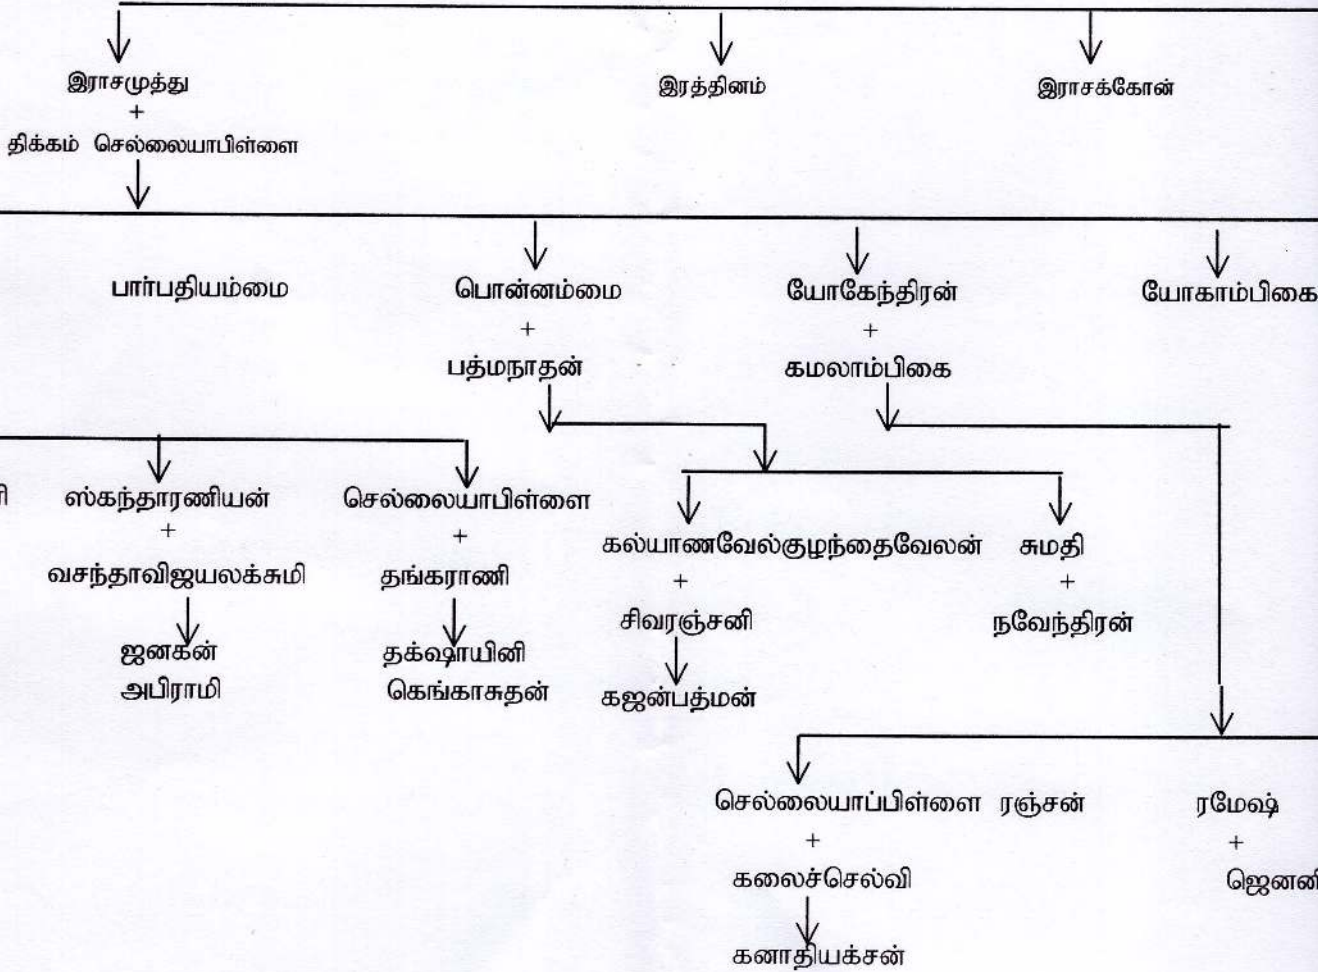 இராசமுத்து
இரத்தினம்
இராசக்கோன்
+
திக்கம் செல்லையாபிள்ளை
பார்பதியம்மை
பொன்னம்மை
யோகேந்திரன்
யோகாம்பிகை
+
+
பத்மநாதன்
கமலாம்பிகை
ஸ்கந்தாரணியன்
செல்லையாபிள்ளை
+
+
வசந்தாவிஜயலக்சுமி
தங்கராணி
கல்யாணவேல்குழந்தைவேலன்
சுமதி
+
+
சிவரஞ்சனி
நவேந்திரன்
ஜனகன்
அபிராமி
தக்ஷாயினி
கெங்காசுதன்
கஜன்பத்மன்
செல்லையாப்பிள்ளை ரஞ்சன்
ரமேஷ்
+
+
கலைச்செல்வி
ஜெனனி
கனாதியக்சன்